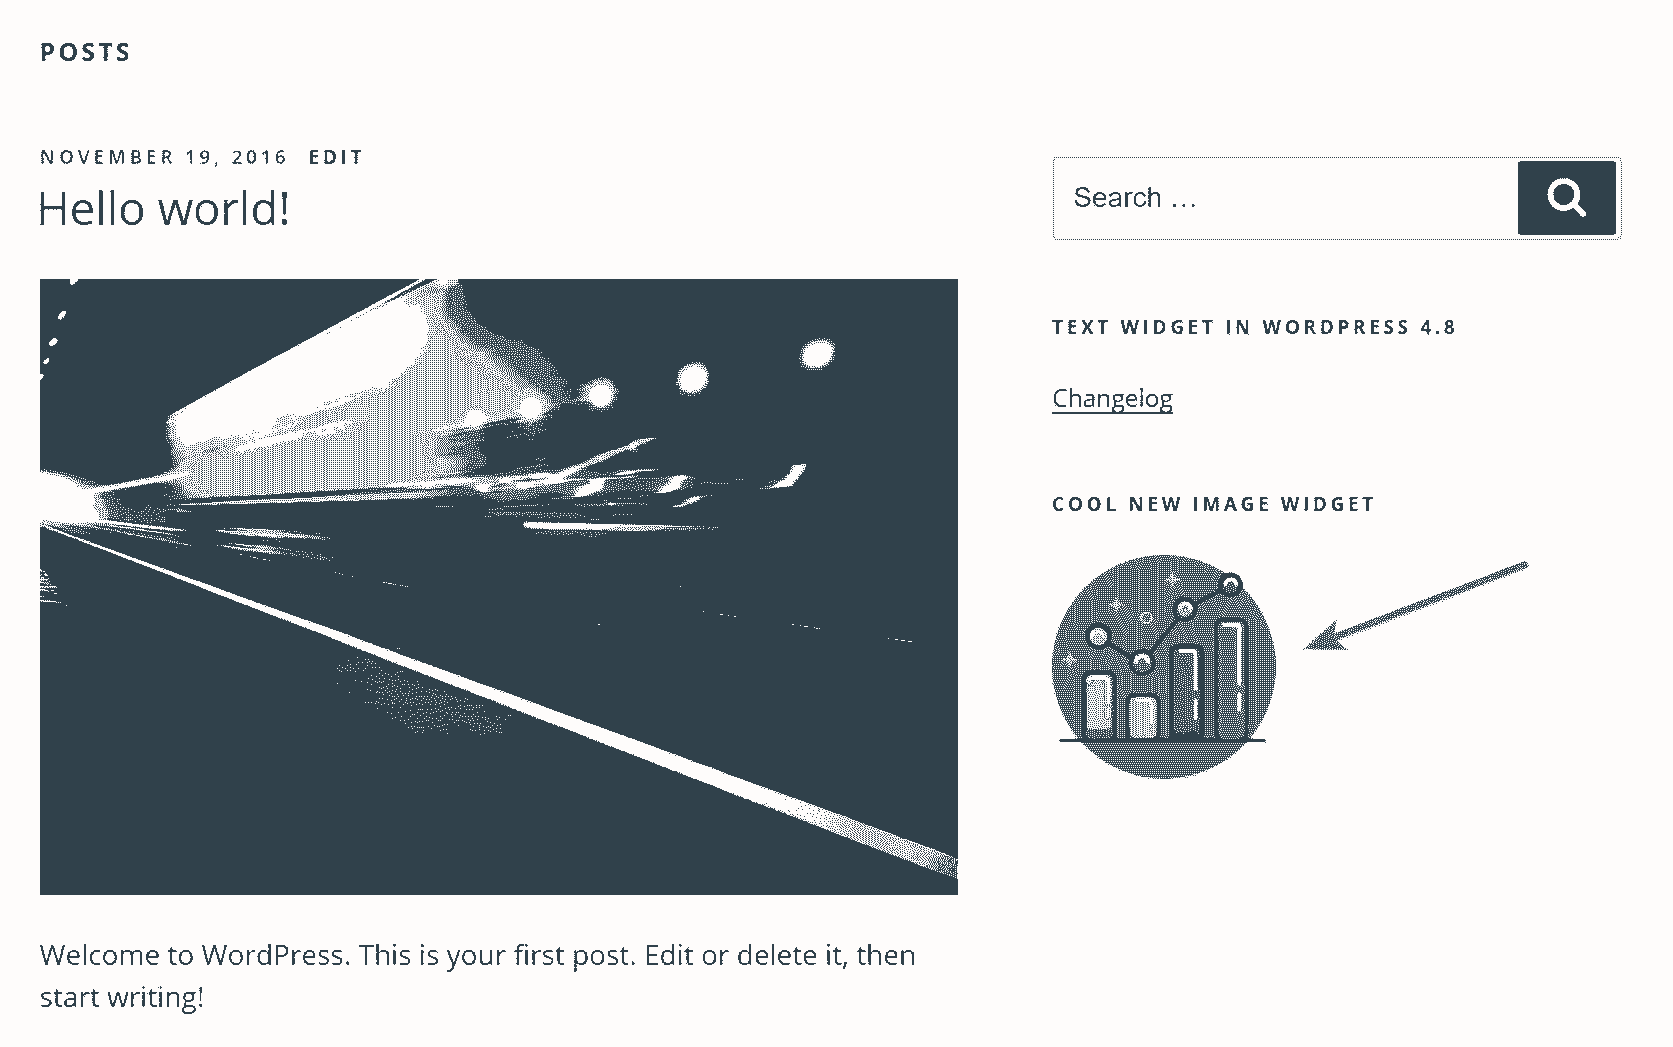 POSTS
NOVEMBER 19, 2016 EDIT
Hello world!
Welcome to WordPress. This is your first post. Edit or delete it, then
start writing!
Search …
TEXT WIDGET IN WORDPRESS 4.8
Changelog
COOL NEW IMAGE WIDGET